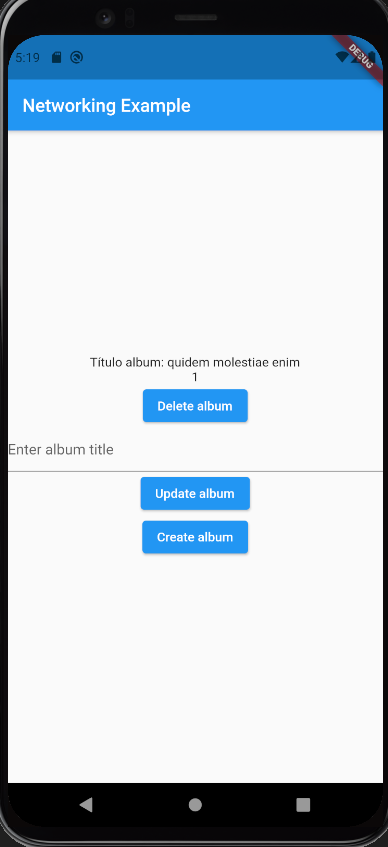 5:19
DEBUG
Networking Example
Título album: quidem molestiae enim
1
Delete album
Enter album title
Update album
Create album